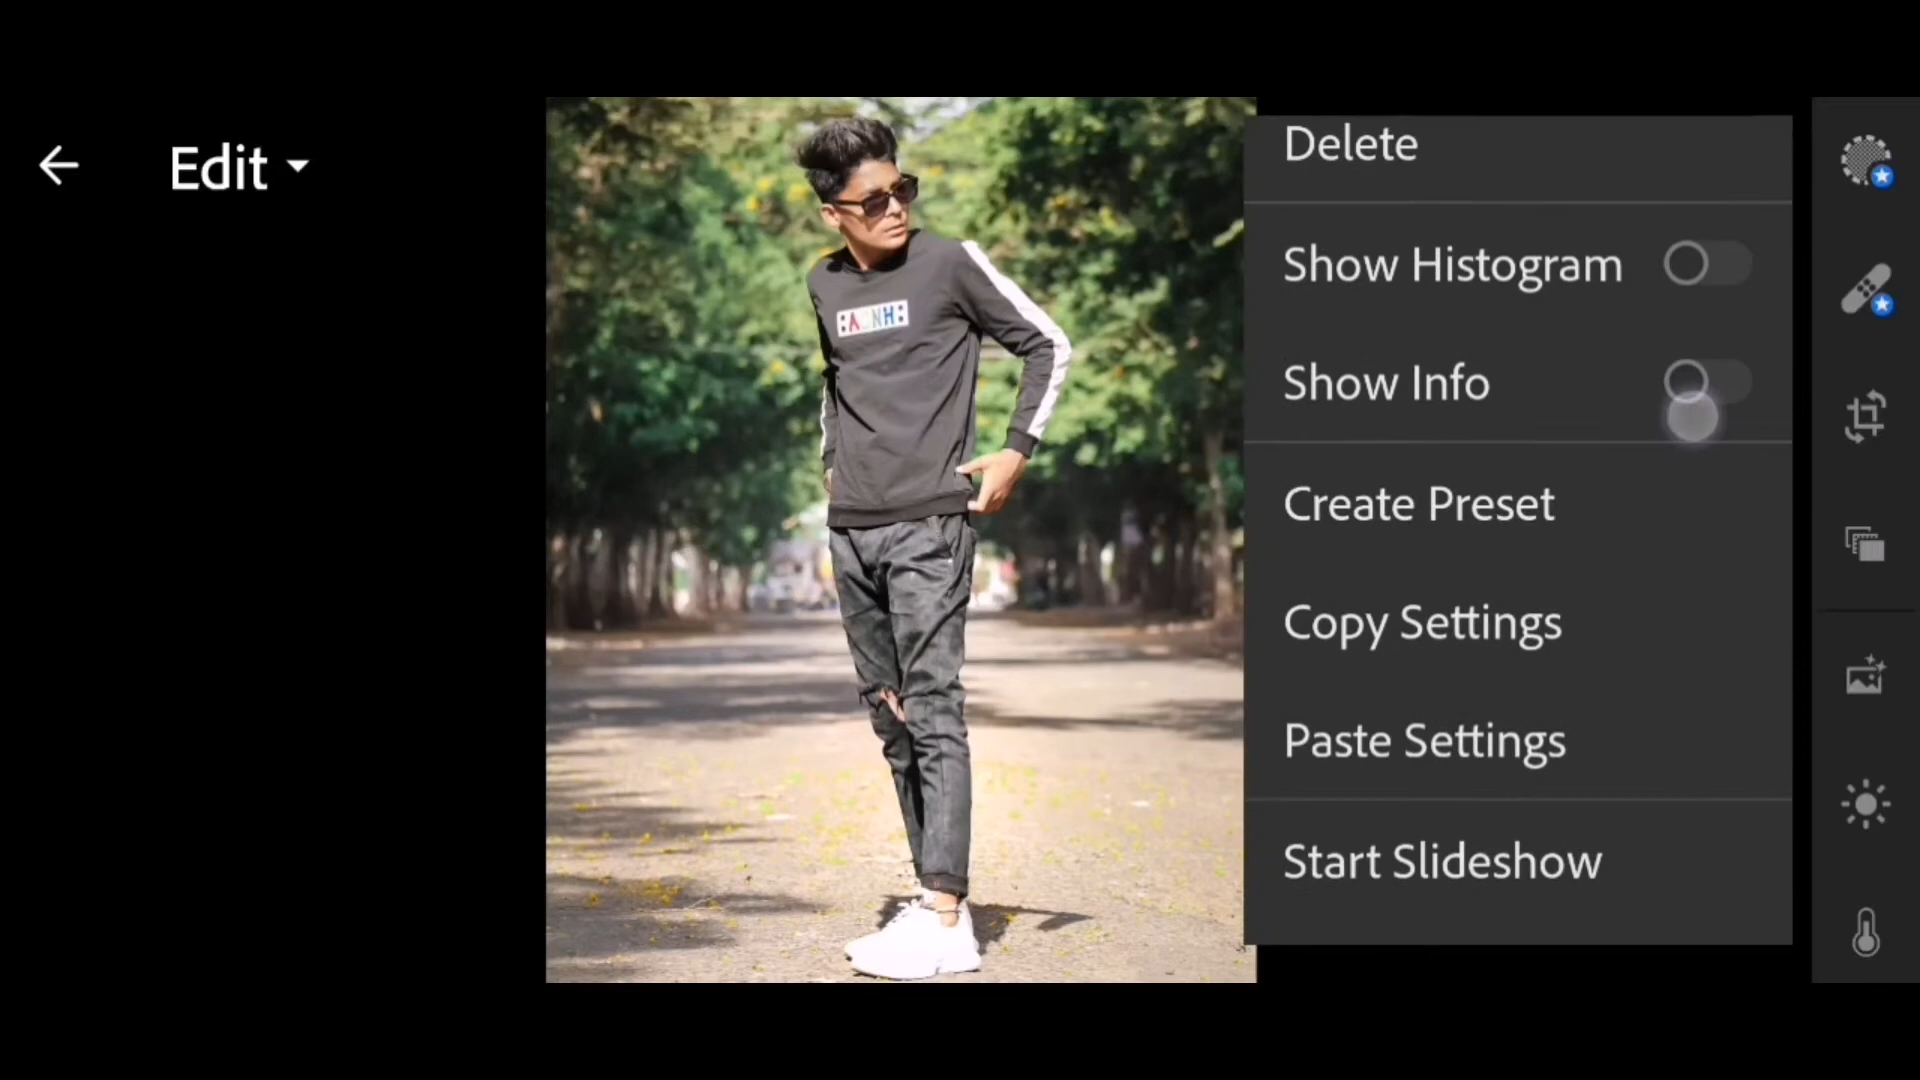 Edit
Delete
Show Histogram
Show Info
Create Preset
Copy Settings
Paste Settings
Start Slideshow